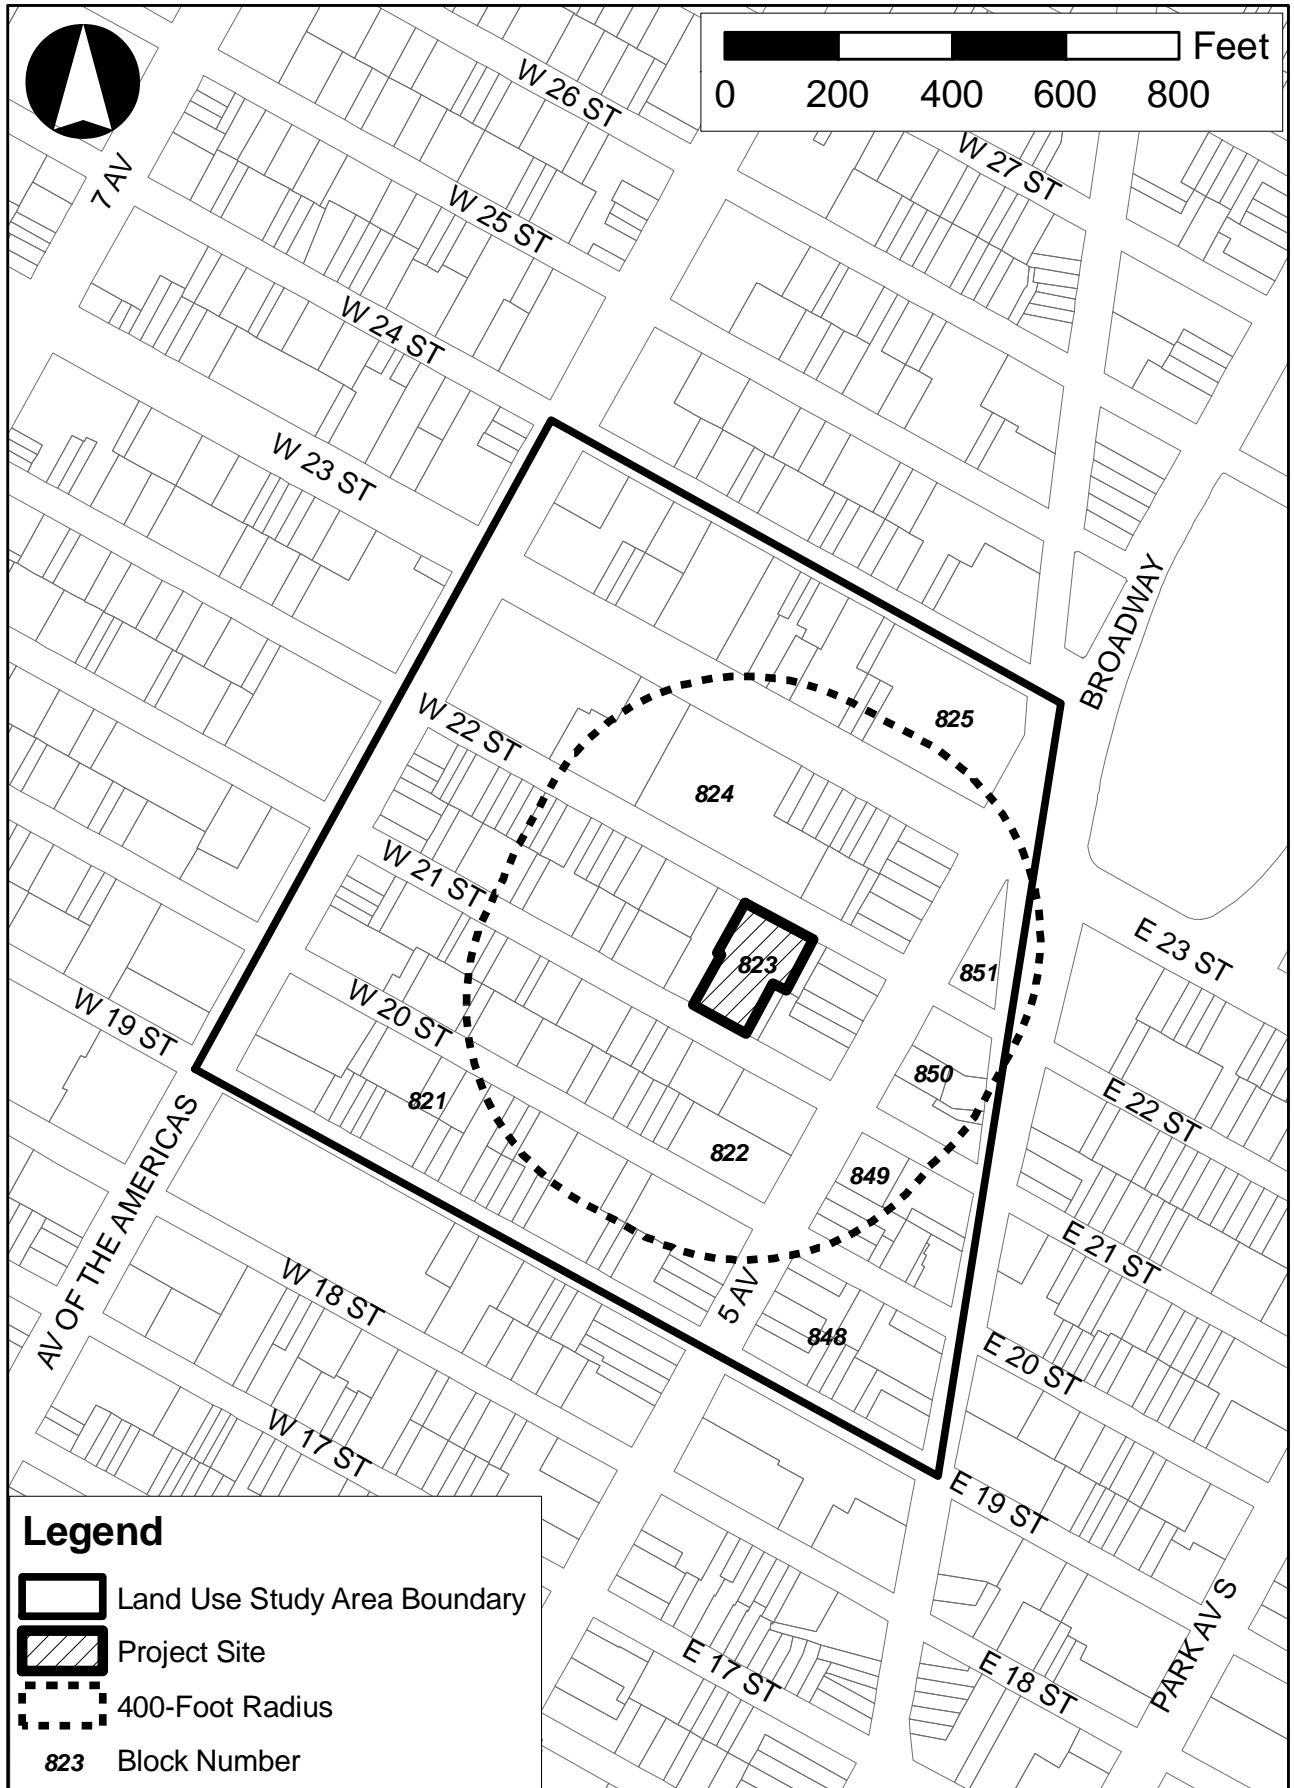 Feet
0 200 400 600 800
W 26 ST
W 27 ST
7 AV
W 25 ST
W 24 ST
W 23 ST
BROADWAY
825
W 22 ST
824
W 21 ST
E 23 ST
823
851
W 20 ST
W 19 ST
850
821
E 22 ST
822
849
AV OF THE AMERICAS
E 21 ST
W 18 ST
5 AV
848
E 20 ST
W 17 ST
E 19 ST
PARK AV S
E 17 ST
E 18 ST
Legend
Land Use Study Area Boundary
Project Site
400-Foot Radius
823 Block Number